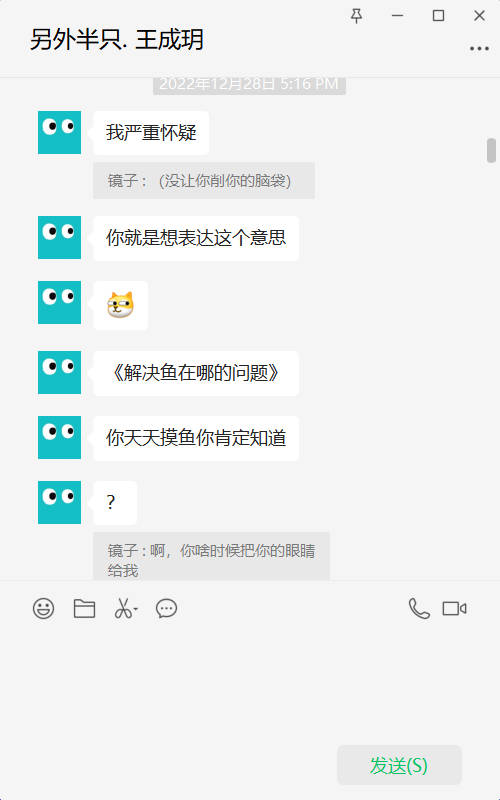 另外半只. 王成玥
2022年12月28日 5:16 PM
我严重怀疑
镜子：（没让你削你的脑袋）
你就是想表达这个意思
《解决鱼在哪的问题》
你天天摸鱼你肯定知道
？
镜子：啊，你啥时候把你的眼睛
给我
发送(S)